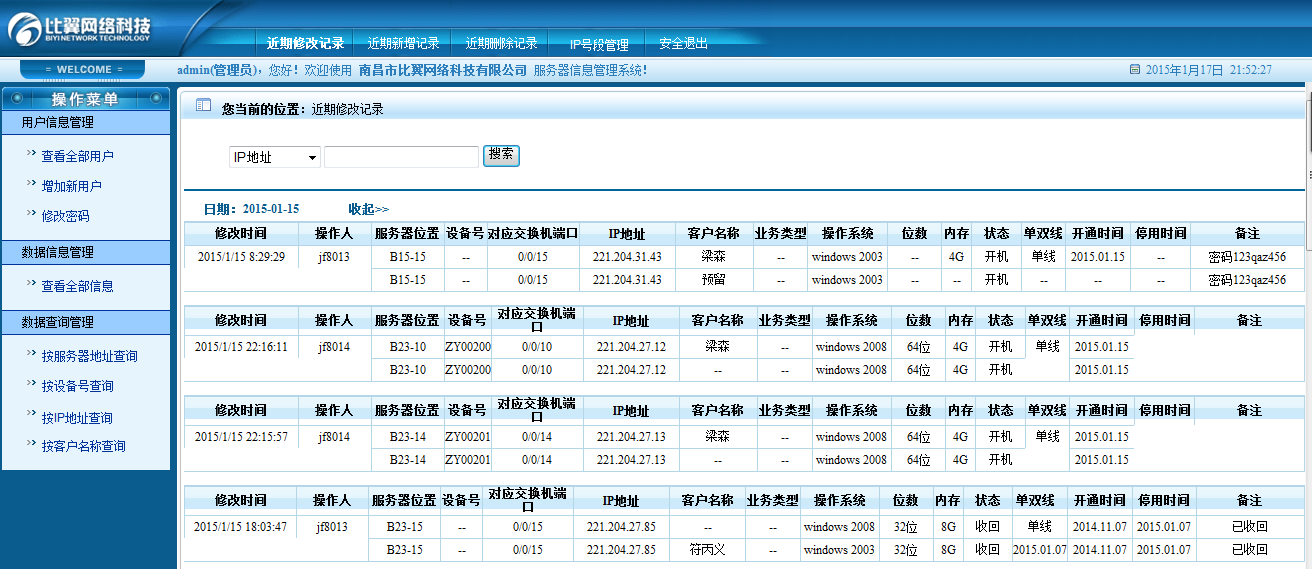 比翼网络科技
BIYI NETWORK TECHNOLOGY
近期修改记录 近期新增记录 近期删除记录 IP号段管理 安全退出
= WELCOME =
admin(管理员)，您好！欢迎使用 南昌市比翼网络科技有限公司 服务器信息管理系统！ 2015年1月17日 21:52:27
操作菜单
用户信息管理
>> 查看全部用户
>> 增加新用户
>> 修改密码
数据信息管理
>> 查看全部信息
数据查询管理
>> 按服务器地址查询
>> 按设备号查询
>> 按IP地址查询
>> 按客户名称查询
您当前的位置：近期修改记录
IP地址 搜索
日期：2015-01-15 收起>>
修改时间 操作人 服务器位置 设备号 对应交换机端口 IP地址 客户名称 业务类型 操作系统 位数 内存 状态 单双线 开通时间 停用时间 备注
2015/1/15 8:29:29 jf8013 B15-15 -- 0/0/15 221.204.31.43 梁森 -- windows 2003 -- 4G 开机 单线 2015.01.15 -- 密码123qaz456
B15-15 -- 0/0/15 221.204.31.43 预留 -- windows 2003 -- -- 开机 -- -- -- 密码123qaz456
修改时间 操作人 服务器位置 设备号 对应交换机端口 IP地址 客户名称 业务类型 操作系统 位数 内存 状态 单双线 开通时间 停用时间 备注
2015/1/15 22:16:11 jf8014 B23-10 ZY00200 0/0/10 221.204.27.12 梁森 -- windows 2008 64位 4G 开机 单线 2015.01.15
B23-10 ZY00200 0/0/10 221.204.27.12 -- -- windows 2008 64位 4G 开机 2015.01.15
修改时间 操作人 服务器位置 设备号 对应交换机端口 IP地址 客户名称 业务类型 操作系统 位数 内存 状态 单双线 开通时间 停用时间 备注
2015/1/15 22:15:57 jf8014 B23-14 ZY00201 0/0/14 221.204.27.13 梁森 -- windows 2008 64位 4G 开机 单线 2015.01.15
B23-14 ZY00201 0/0/14 221.204.27.13 -- -- windows 2008 64位 4G 开机 2015.01.15
修改时间 操作人 服务器位置 设备号 对应交换机端口 IP地址 客户名称 业务类型 操作系统 位数 内存 状态 单双线 开通时间 停用时间 备注
2015/1/15 18:03:47 jf8013 B23-15 -- 0/0/15 221.204.27.85 -- -- windows 2008 32位 8G 收回 单线 2014.11.07 2015.01.07 已收回
B23-15 -- 0/0/15 221.204.27.85 符丙义 -- windows 2003 32位 8G 收回 2015.01.07 2014.11.07 2015.01.07 已收回